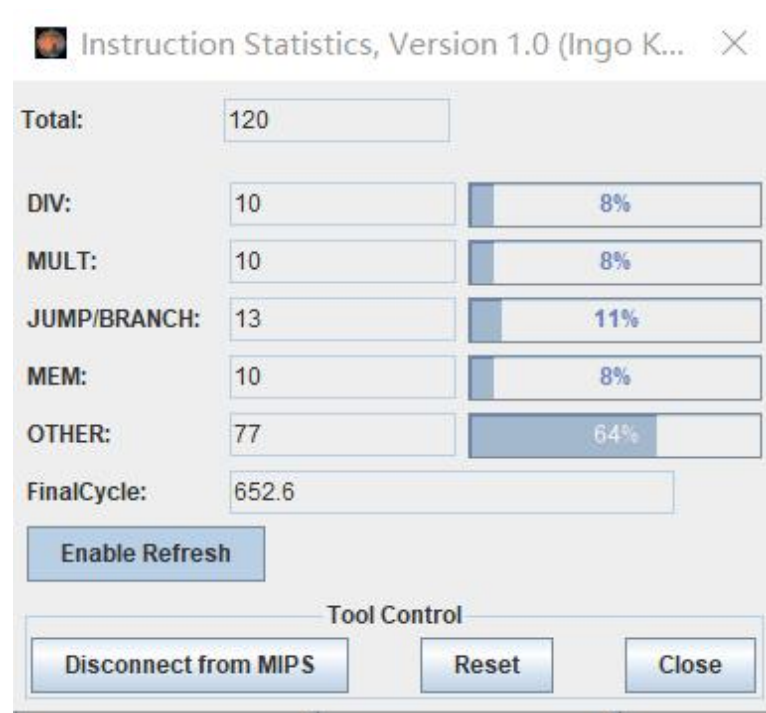 Instruction Statistics, Version 1.0 (Ingo K...
Total: 120
DIV: 10 8%
MULT: 10 8%
JUMP/BRANCH: 13 11%
MEM: 10 8%
OTHER: 77 64%
FinalCycle: 652.6
Enable Refresh
Tool Control
Disconnect from MIPS Reset Close